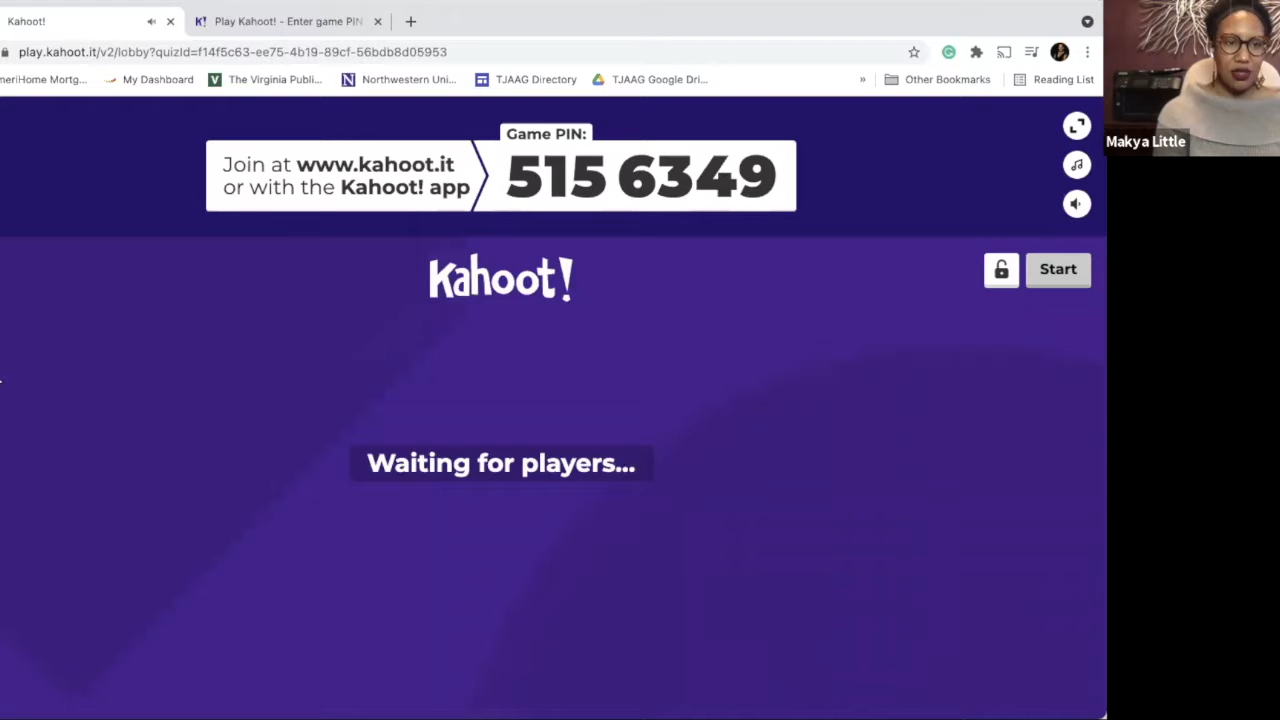 Kahoot!
K! Play Kahoot! - Enter game PIN
play.kahoot.it/v2/lobby?quizId=f14f5c63-ee75-4b19-89cf-56bdb8d05953
meriHome Mortg... My Dashboard V The Virginia Publi... N Northwestern Uni... TJAAG Directory TJAAG Google Dri... » Other Bookmarks Reading List
Makya Little
Game PIN:
Join at www.kahoot.it
or with the Kahoot! app
515 6349
Kahoot!
Start
Waiting for players...